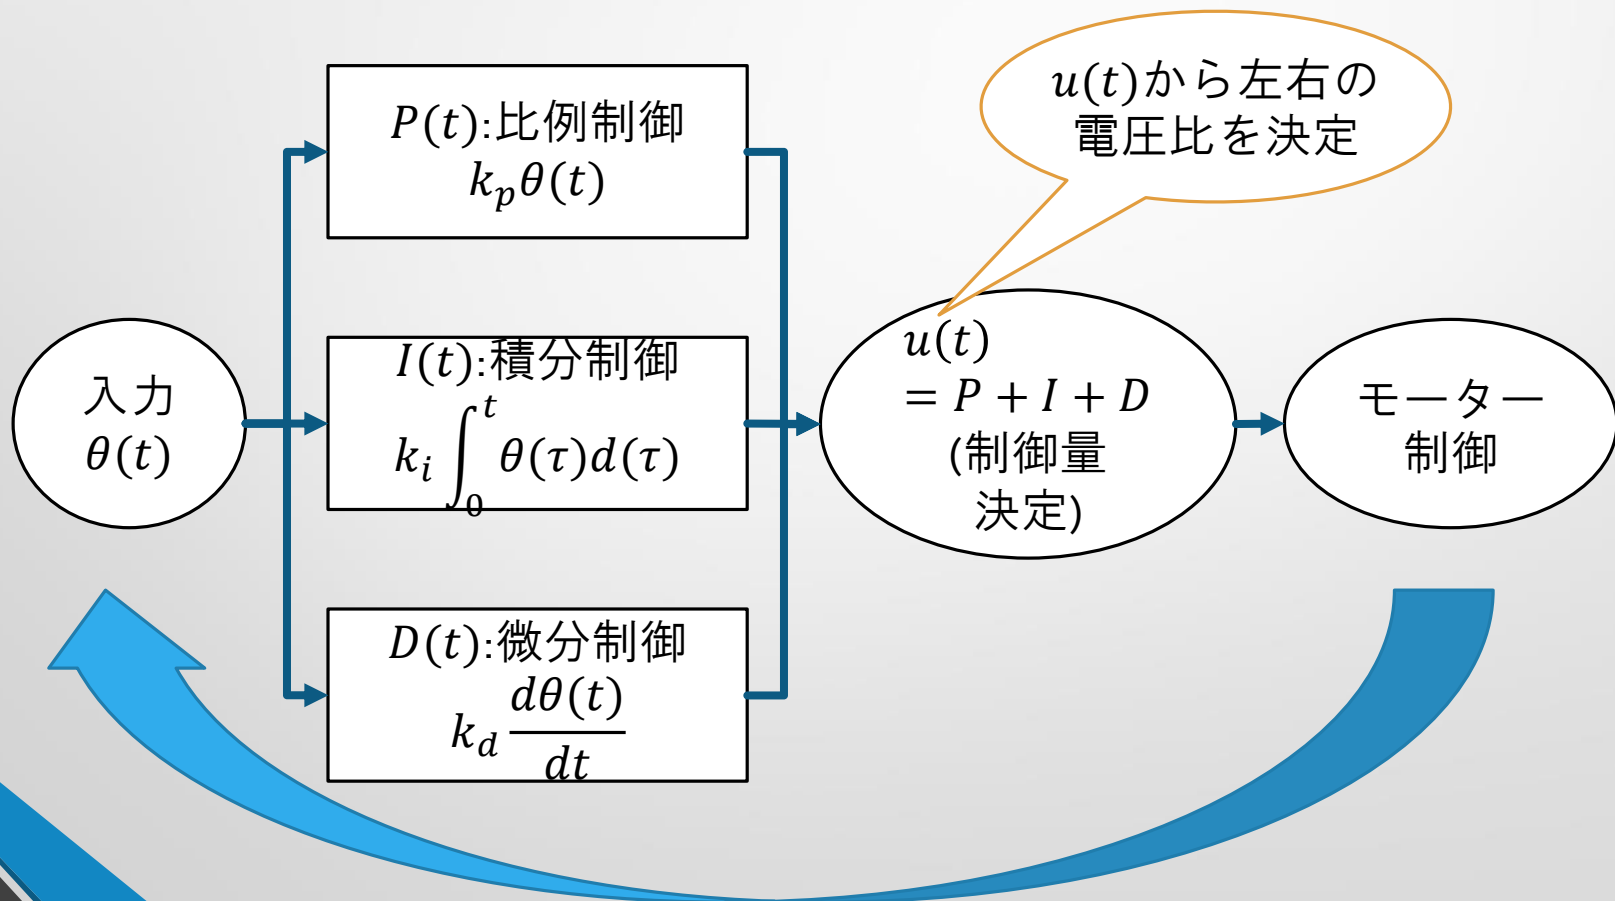 P(t):比例制御
k_pθ(t)
u(t)から左右の
電圧比を決定
入力
θ(t)
I(t):積分制御
k_i∫_0^t θ(τ)d(τ)
u(t)
= P + I + D
(制御量
決定)
モーター
制御
D(t):微分制御
k_d dθ(t)/dt